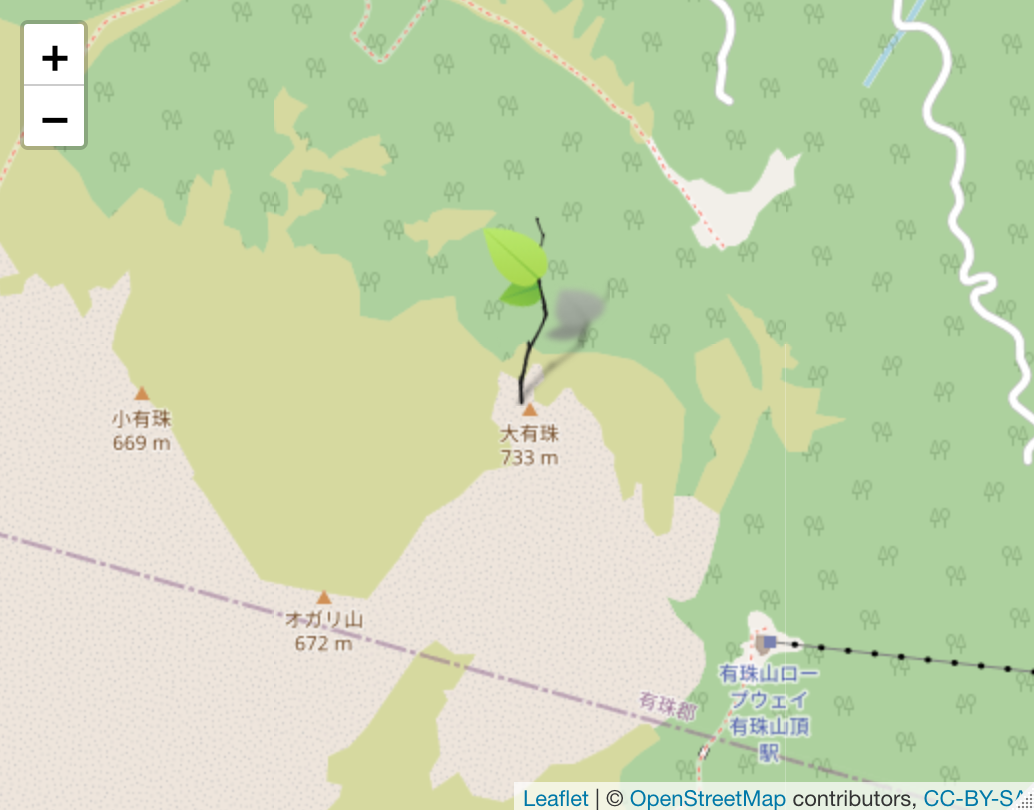 +
−
小有珠
669 m
大有珠
733 m
オガリ山
672 m
有珠郡
有珠山ロー
プウェイ
有珠山頂
駅
Leaflet | © OpenStreetMap contributors, CC-BY-SA